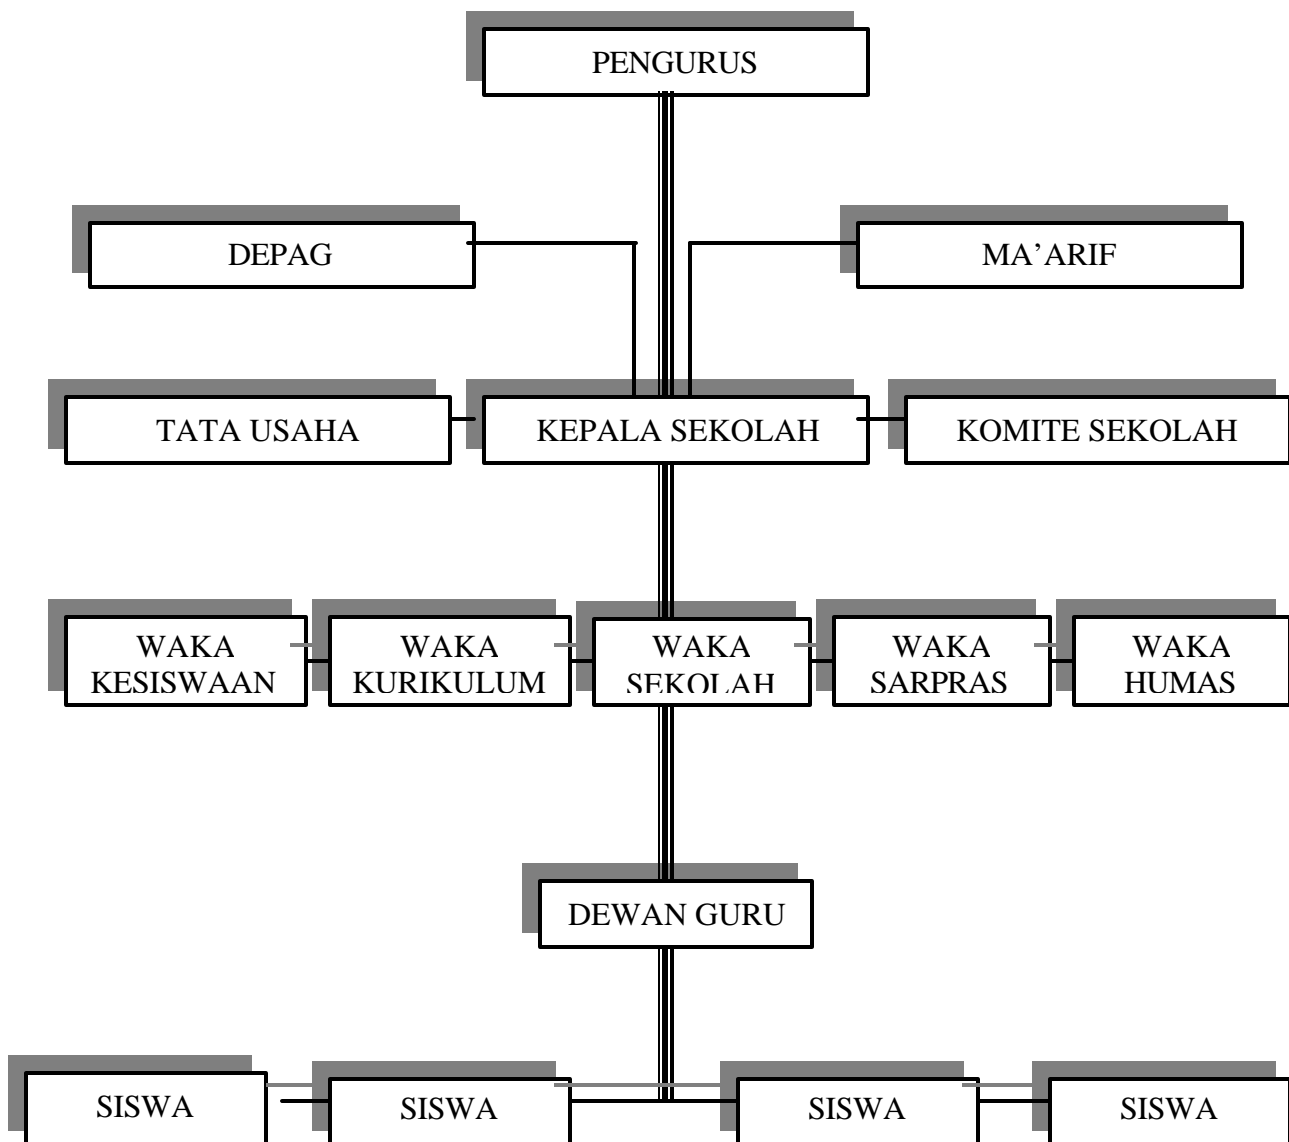 PENGURUS
DEPAG
MA’ARIF
TATA USAHA
KEPALA SEKOLAH
KOMITE SEKOLAH
WAKA
KESISWAAN
WAKA
KURIKULUM
WAKA
SEKOLAH
WAKA
SARPRAS
WAKA
HUMAS
DEWAN GURU
SISWA
SISWA
SISWA
SISWA